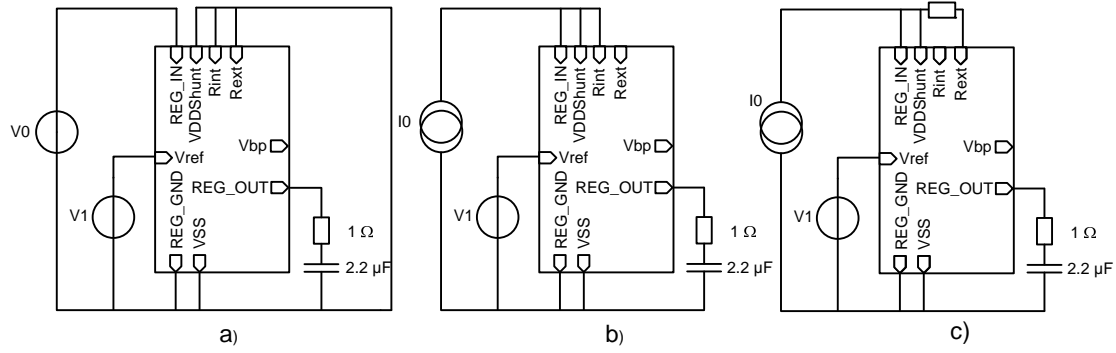 REG_IN
VDDShunt
Rint
Rext
V0
Vref
Vbp
REG_OUT
V1
REG_GND
VSS
1 Ω
2.2 µF
a)
REG_IN
VDDShunt
Rint
Rext
I0
Vref
Vbp
REG_OUT
V1
REG_GND
VSS
1 Ω
2.2 µF
b)
REG_IN
VDDShunt
Rint
Rext
I0
Vref
Vbp
REG_OUT
V1
REG_GND
VSS
1 Ω
2.2 µF
c)